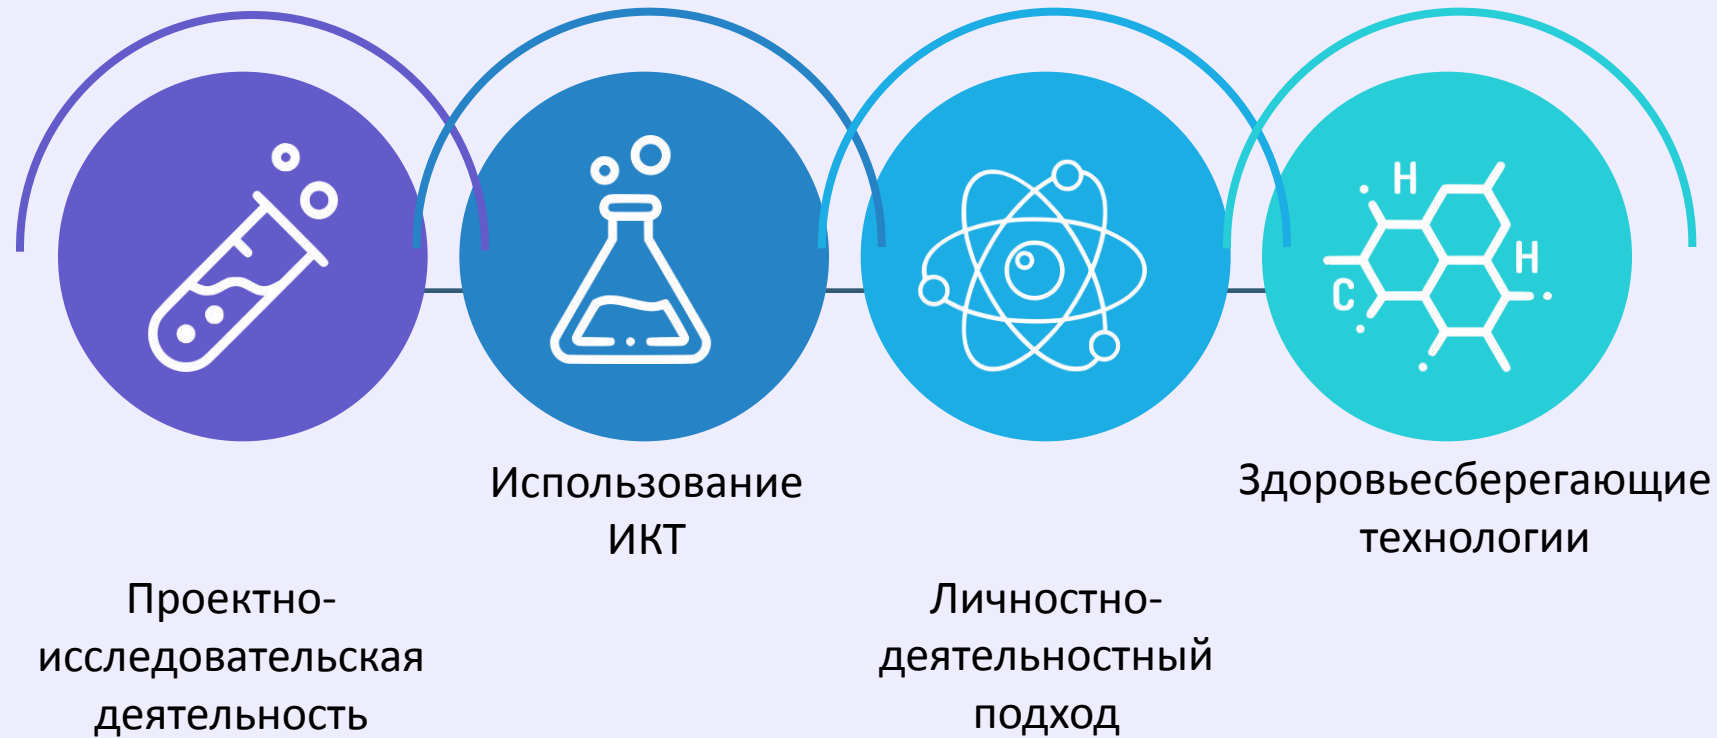 H
H
C
Использование
ИКТ
Здоровьесберегающие
технологии
Проектно-
исследовательская
деятельность
Личностно-
деятельностный
подход